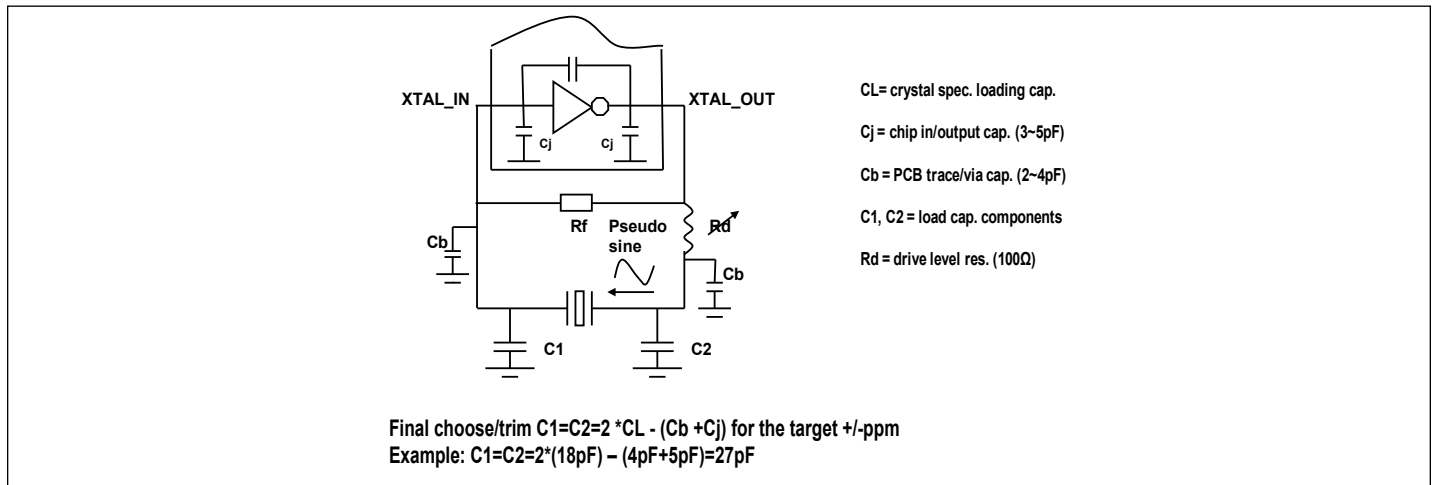 XTAL_IN
XTAL_OUT
Cj
Cj
Rf
Pseudo
sine
Rd
Cb
Cb
C1
C2
CL= crystal spec. loading cap.
Cj = chip in/output cap. (3~5pF)
Cb = PCB trace/via cap. (2~4pF)
C1, C2 = load cap. components
Rd = drive level res. (100Ω)
Final choose/trim C1=C2=2 *CL - (Cb +Cj) for the target +/-ppm
Example: C1=C2=2*(18pF) – (4pF+5pF)=27pF